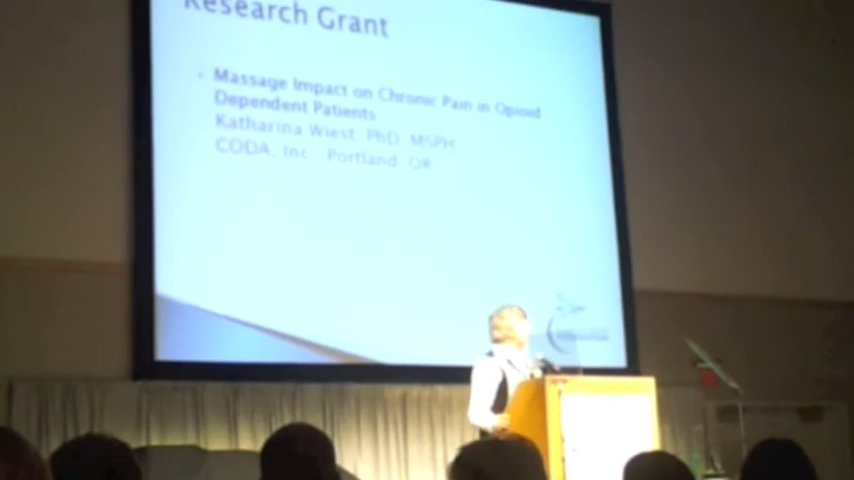 Research Grant
Massage Impact on Chronic Pain in Opioid
Dependent Patients
Katharina Wiest, PhD, MSPH
CODA, Inc., Portland, OR